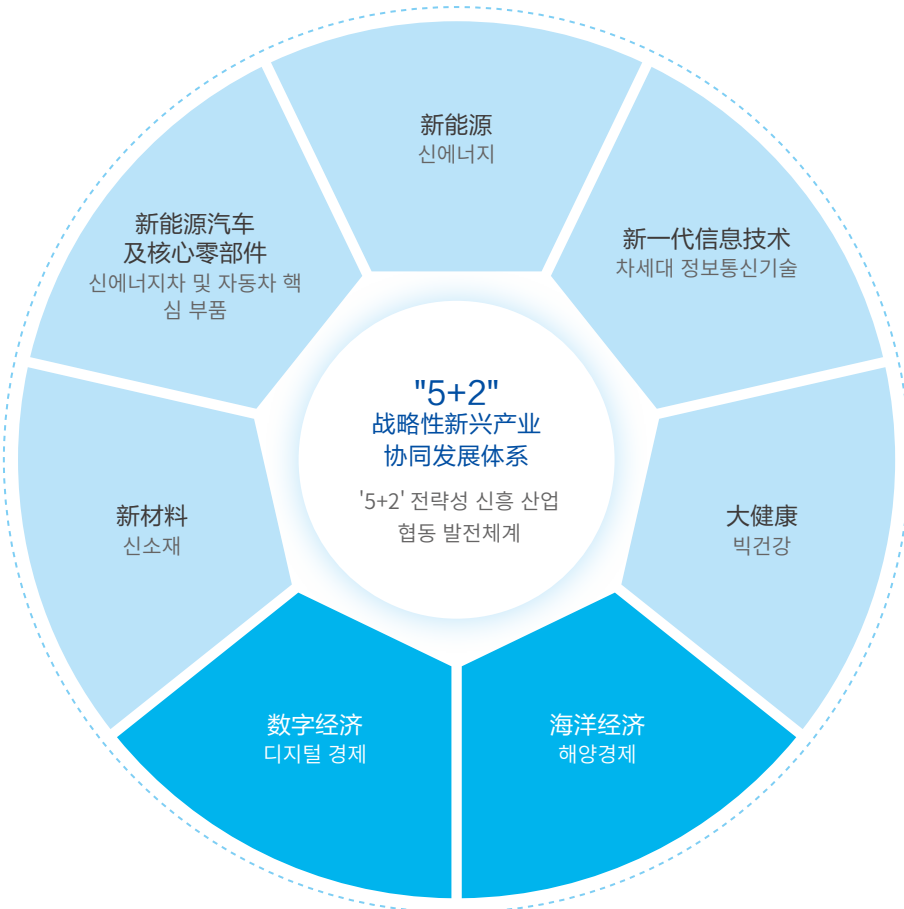 新能源
신에너지
新能源汽车
及核心零部件
신에너지차 및 자동차 핵
심 부품
新一代信息技术
차세대 정보통신기술
"5+2"
战略性新兴产业
协同发展体系
'5+2' 전략성 신흥 산업
협동 발전체계
新材料
신소재
大健康
빅건강
数字经济
디지털 경제
海洋经济
해양경제